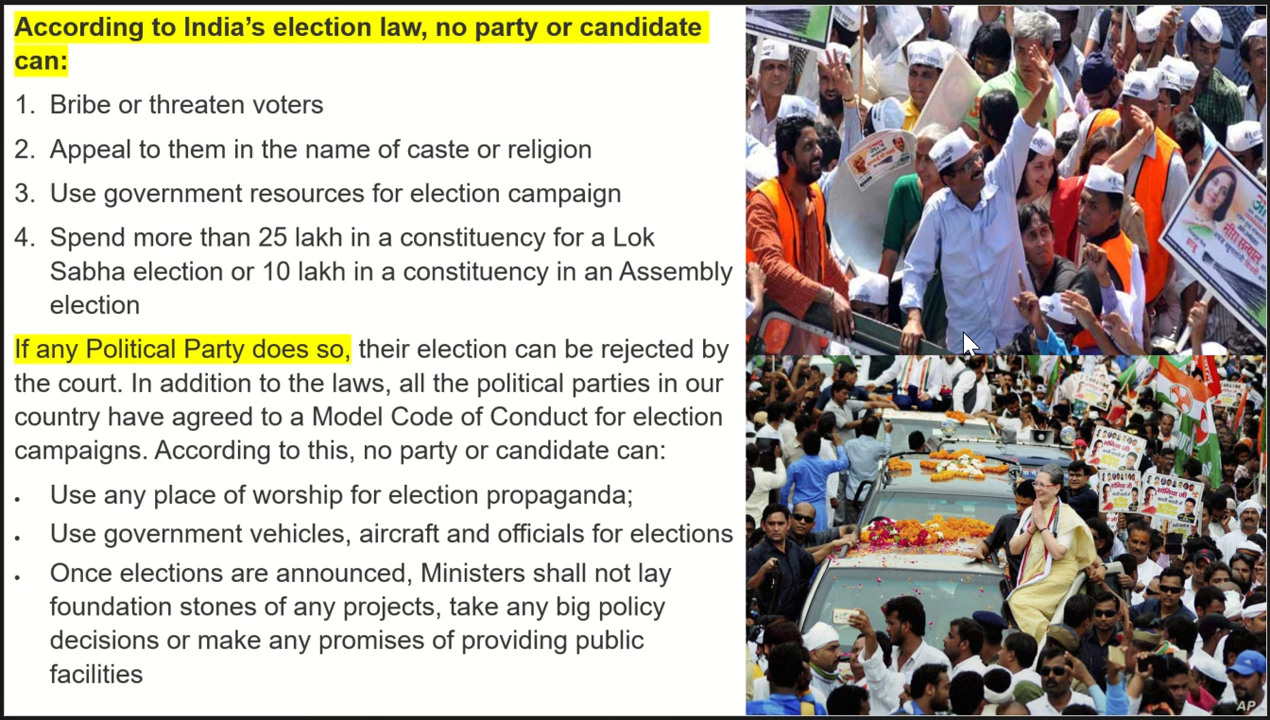 According to India’s election law, no party or candidate
can:
1. Bribe or threaten voters
2. Appeal to them in the name of caste or religion
3. Use government resources for election campaign
4. Spend more than 25 lakh in a constituency for a Lok
Sabha election or 10 lakh in a constituency in an Assembly
election
If any Political Party does so, their election can be rejected by
the court. In addition to the laws, all the political parties in our
country have agreed to a Model Code of Conduct for election
campaigns. According to this, no party or candidate can:
• Use any place of worship for election propaganda;
• Use government vehicles, aircraft and officials for elections
• Once elections are announced, Ministers shall not lay
foundation stones of any projects, take any big policy
decisions or make any promises of providing public
facilities
AP